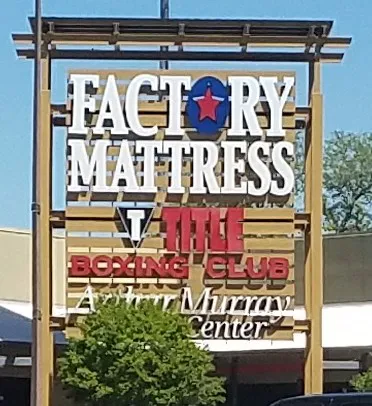 FACTORY
MATTRESS
T TITLE
BOXING CLUB
Arthur Murray
Center